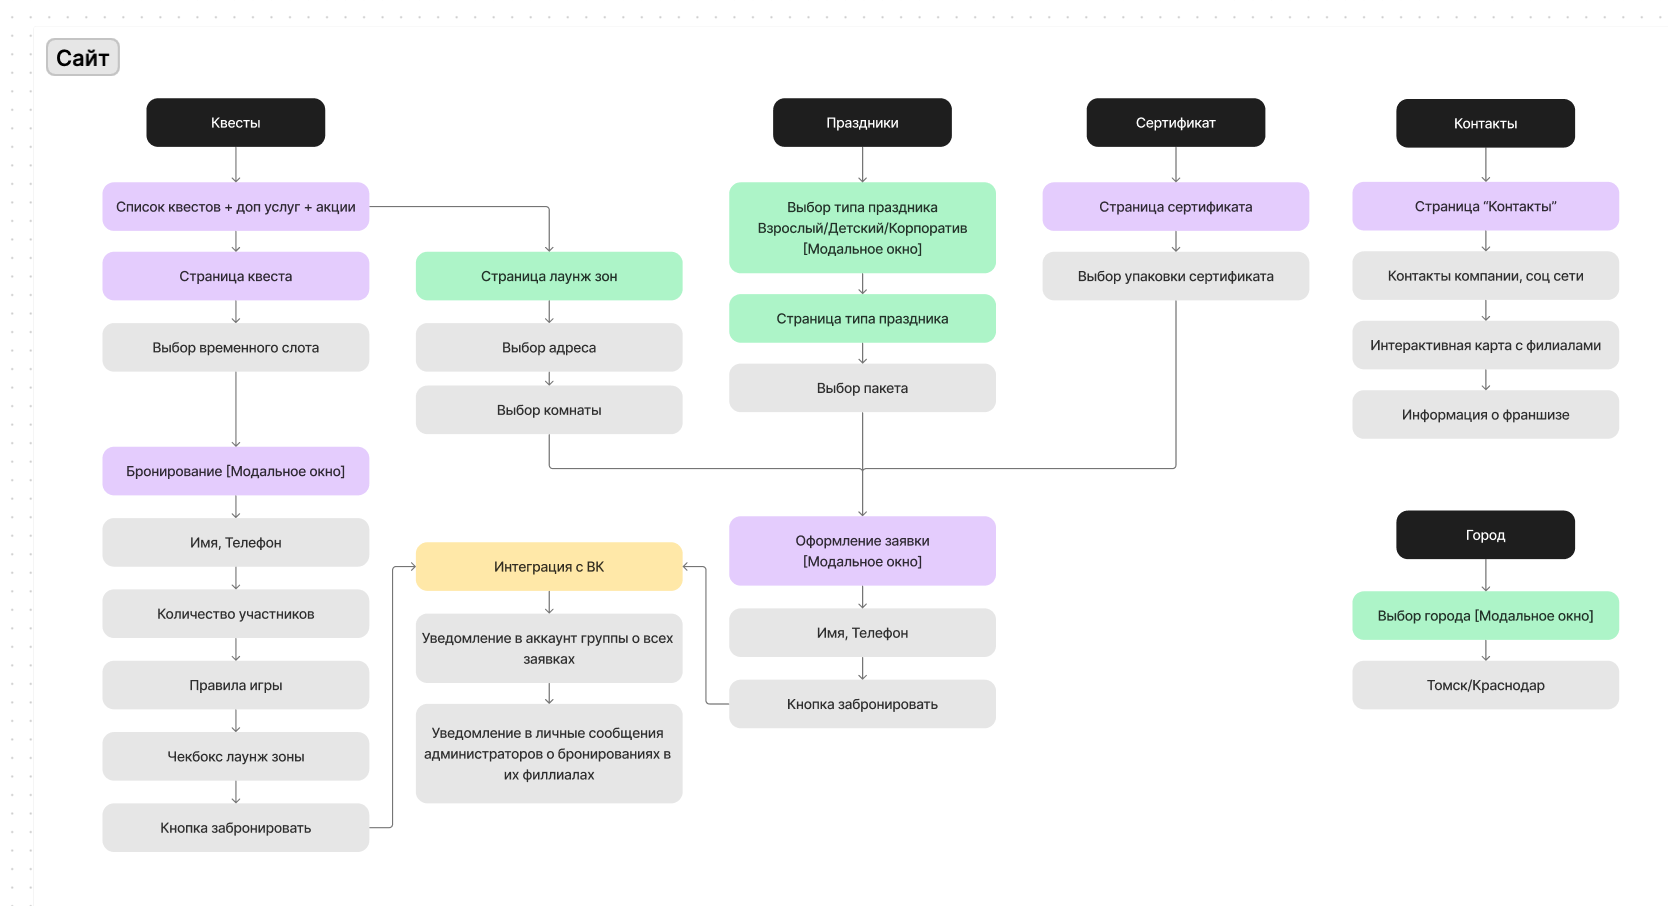 Сайт
Квесты
Список квестов + доп услуг + акции
Страница квеста
Выбор временного слота
Бронирование [Модальное окно]
Имя, Телефон
Количество участников
Правила игры
Чекбокс лаунж зоны
Кнопка забронировать
Страница лаунж зон
Выбор адреса
Выбор комнаты
Интеграция с ВК
Уведомление в аккаунт группы о всех
заявках
Уведомление в личные сообщения
администраторов о бронированиях в
их филлиалах
Праздники
Выбор типа праздника
Взрослый/Детский/Корпоратив
[Модальное окно]
Страница типа праздника
Выбор пакета
Оформление заявки
[Модальное окно]
Имя, Телефон
Кнопка забронировать
Сертификат
Страница сертификата
Выбор упаковки сертификата
Контакты
Страница “Контакты”
Контакты компании, соц сети
Интерактивная карта с филиалами
Информация о франшизе
Город
Выбор города [Модальное окно]
Томск/Краснодар